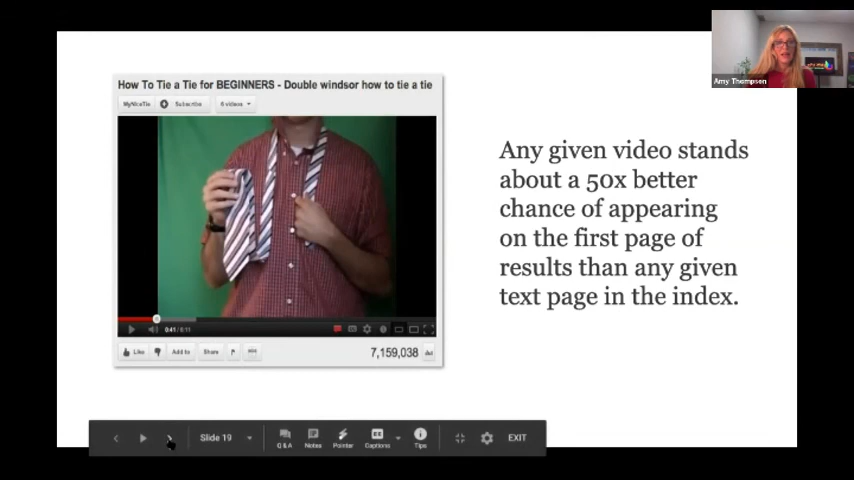 Amy Thompson
How To Tie a Tie for BEGINNERS - Double windsor how to tie a tie
MyNiceTie Subscribe 6 videos
Any given video stands
about a 50x better
chance of appearing
on the first page of
results than any given
text page in the index.
0:41 / 6:11
Like Add to Share
7,159,038
Slide 19
Q & A Notes Pointer Captions Tips EXIT